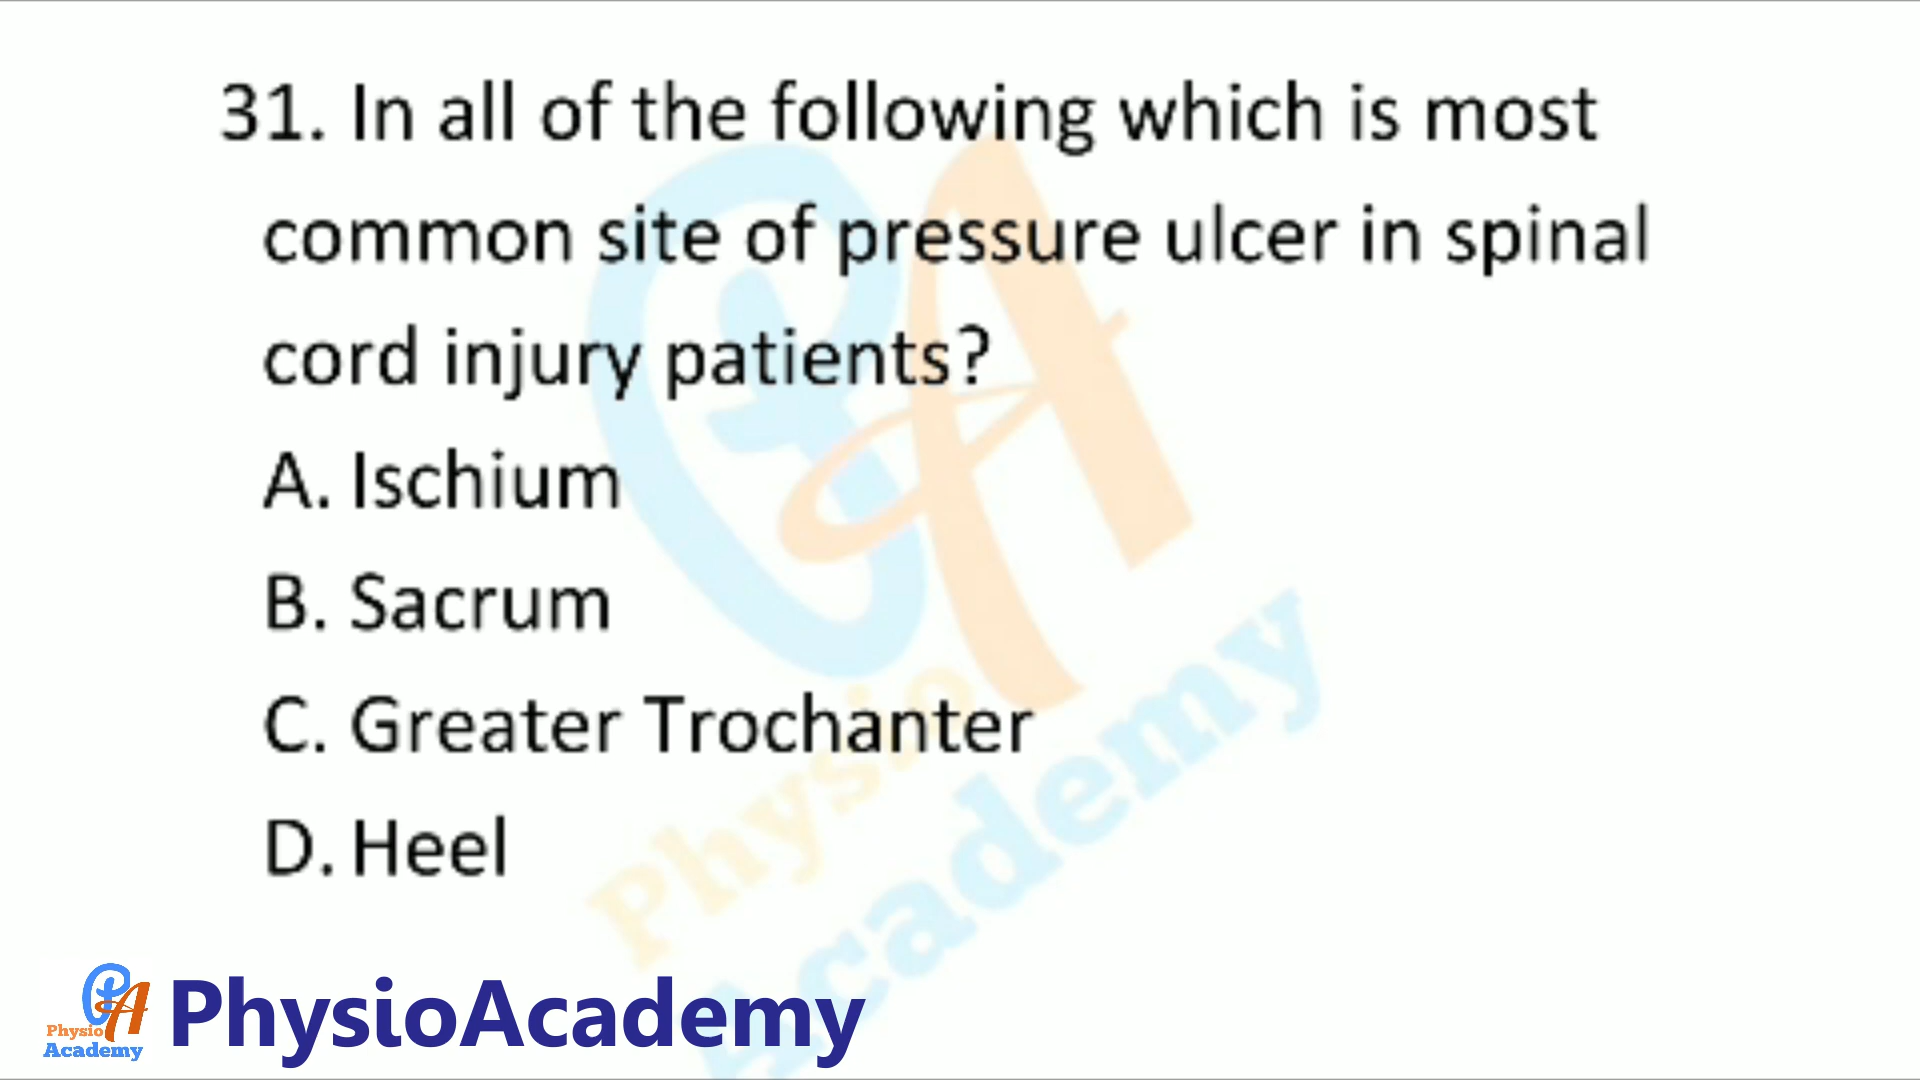 31. In all of the following which is most
common site of pressure ulcer in spinal
cord injury patients?
A. Ischium
B. Sacrum
C. Greater Trochanter
D. Heel
Physio
Academy
Physio
Academy
PhysioAcademy